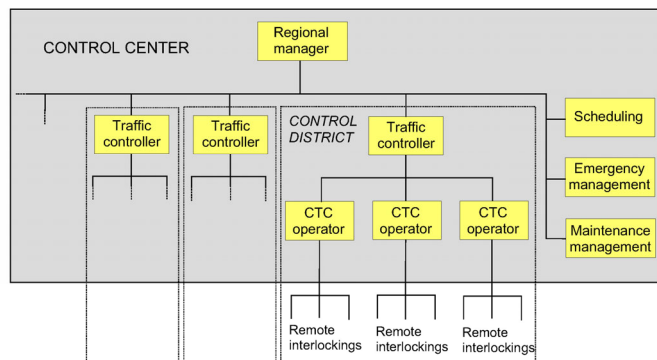 CONTROL CENTER
Regional
manager
Traffic
controller
Traffic
controller
CONTROL
DISTRICT
Traffic
controller
Scheduling
Emergency
management
Maintenance
management
CTC
operator
CTC
operator
CTC
operator
Remote
interlockings
Remote
interlockings
Remote
interlockings